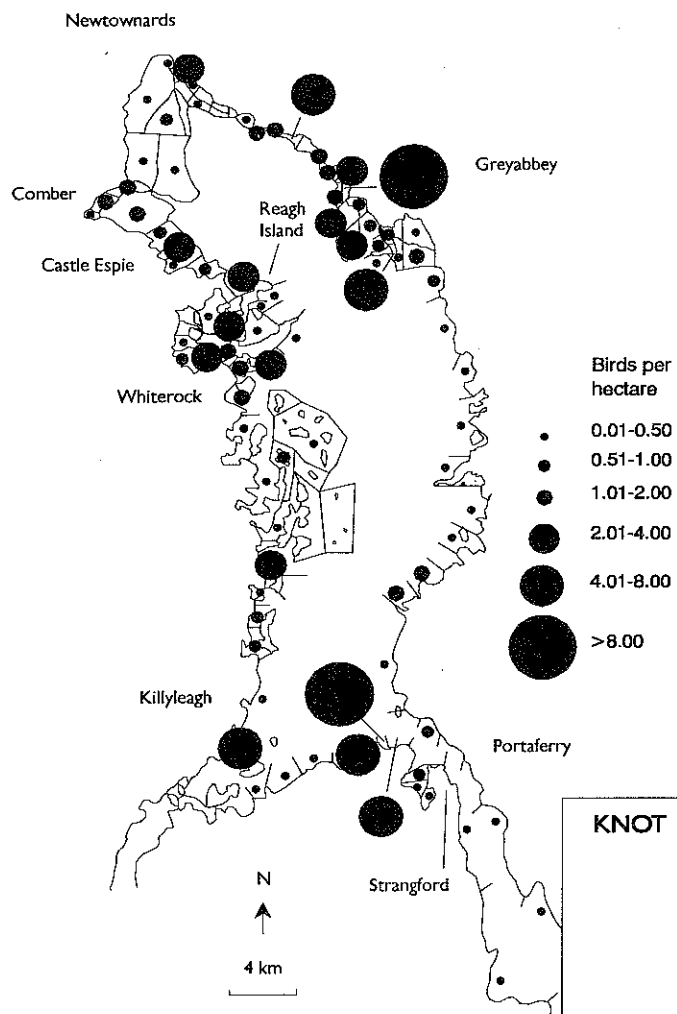 Newtownards
Greyabbey
Comber
Reagh
Island
Castle Espie
Whiterock
Birds per
hectare
0.01-0.50
0.51-1.00
1.01-2.00
2.01-4.00
4.01-8.00
>8.00
Killyleagh
Portaferry
KNOT
Strangford
N
4 km